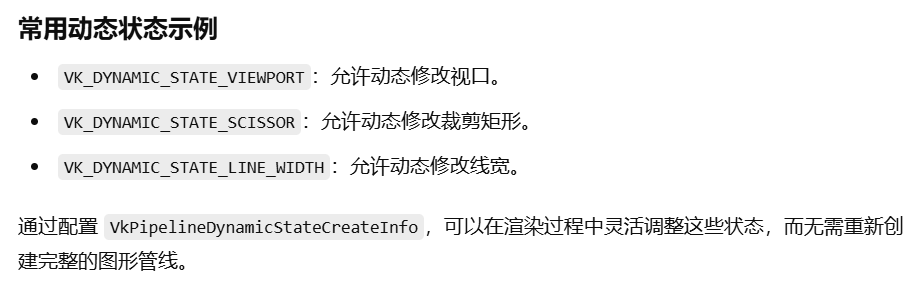 常用动态状态示例
• VK_DYNAMIC_STATE_VIEWPORT：允许动态修改视口。
• VK_DYNAMIC_STATE_SCISSOR：允许动态修改裁剪矩形。
• VK_DYNAMIC_STATE_LINE_WIDTH：允许动态修改线宽。
通过配置 VkPipelineDynamicStateCreateInfo，可以在渲染过程中灵活调整这些状态，而无需重新创
建完整的图形管线。